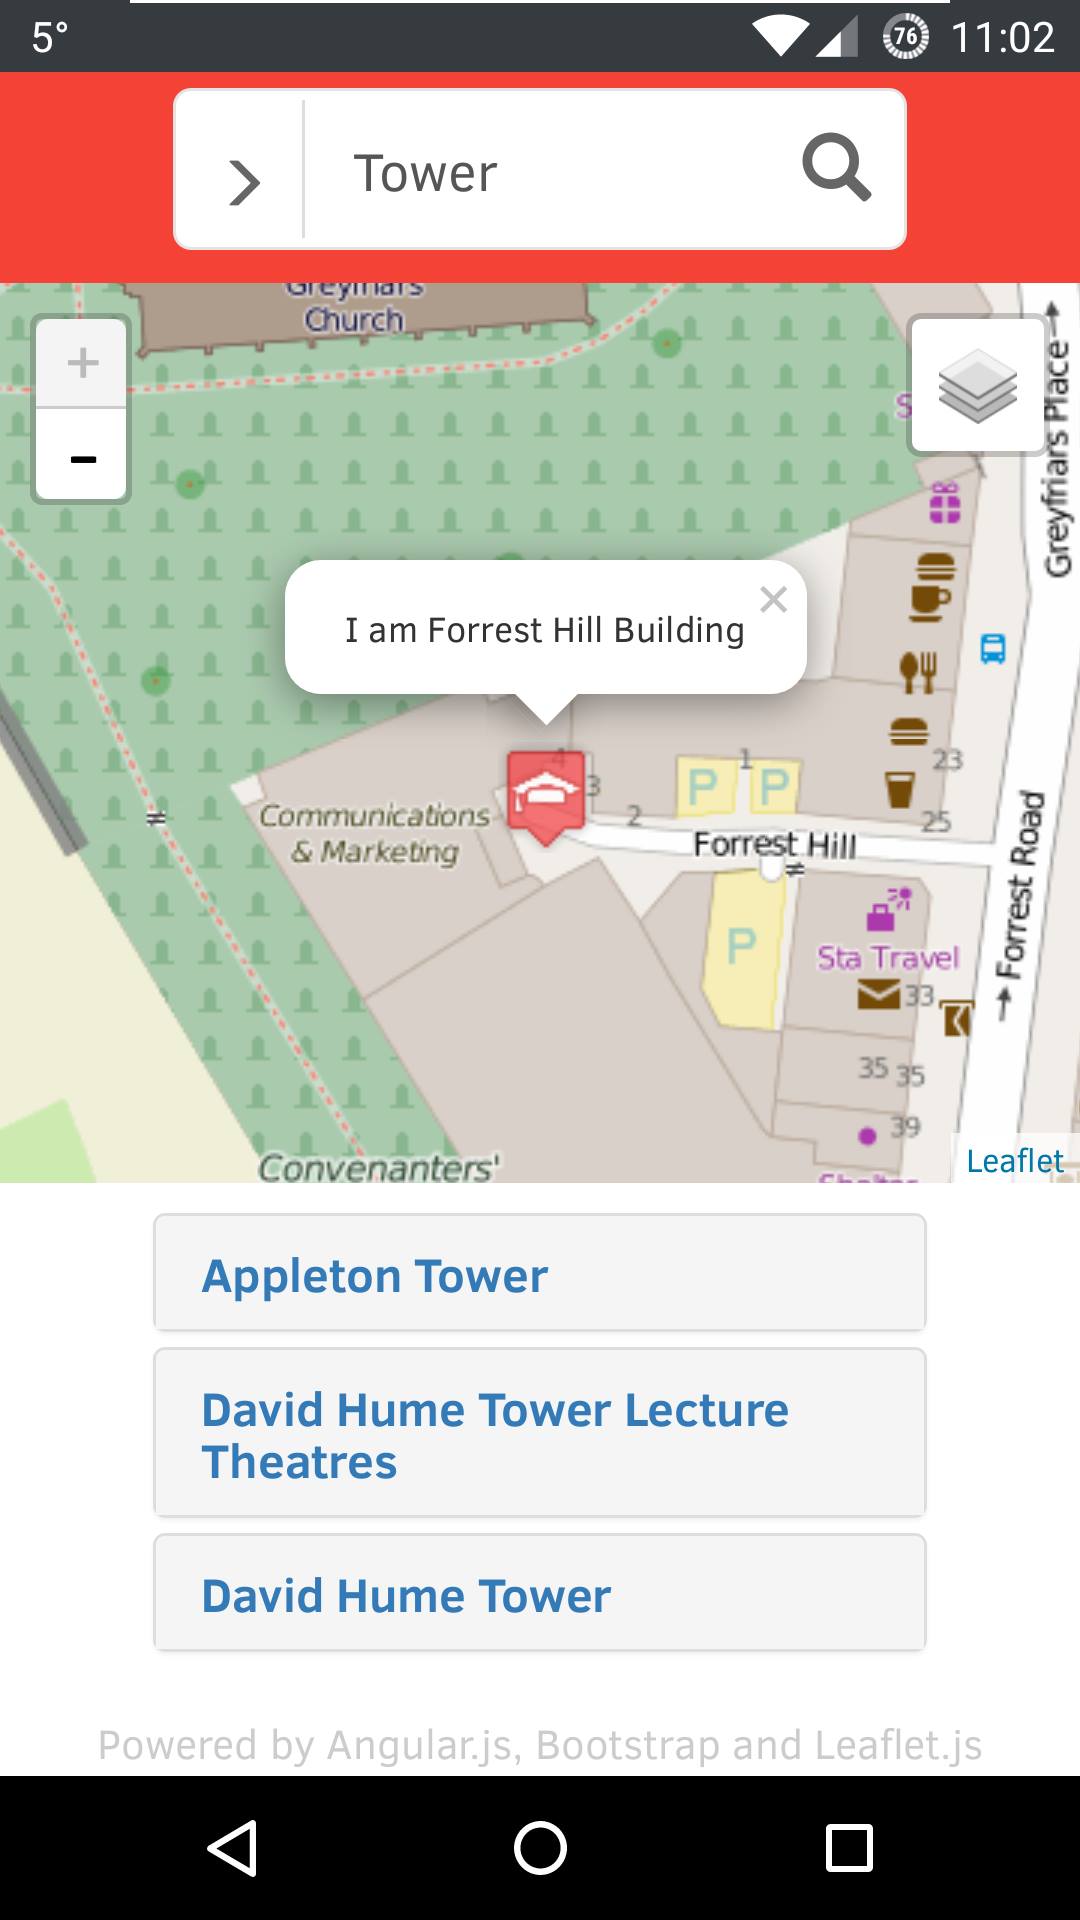 5°
76
11:02
Tower
Greyfriars
Church
+
-
Greyfriars Place
I am Forrest Hill Building
×
4
3
2
1
P P
23
25
Communications
& Marketing
Forrest Hill
Forrest Road
P
Sta Travel
33
35 35
39
Convenanters'
Shelter
Leaflet
Appleton Tower
David Hume Tower Lecture
Theatres
David Hume Tower
Powered by Angular.js, Bootstrap and Leaflet.js